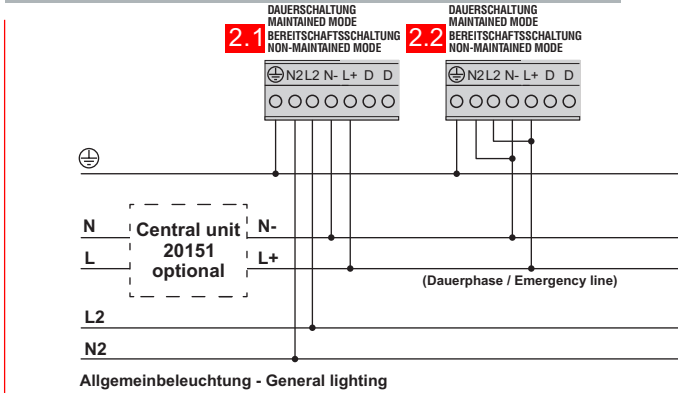 DAUERSCHALTUNG
MAINTAINED MODE
2.1 BEREITSCHAFTSSCHALTUNG
NON-MAINTAINED MODE
DAUERSCHALTUNG
MAINTAINED MODE
2.2 BEREITSCHAFTSSCHALTUNG
NON-MAINTAINED MODE
N2 L2 N- L+ D D
N2 L2 N- L+ D D
N Central unit N-
20151
L optional L+
(Dauerphase / Emergency line)
L2
N2
Allgemeinbeleuchtung - General lighting